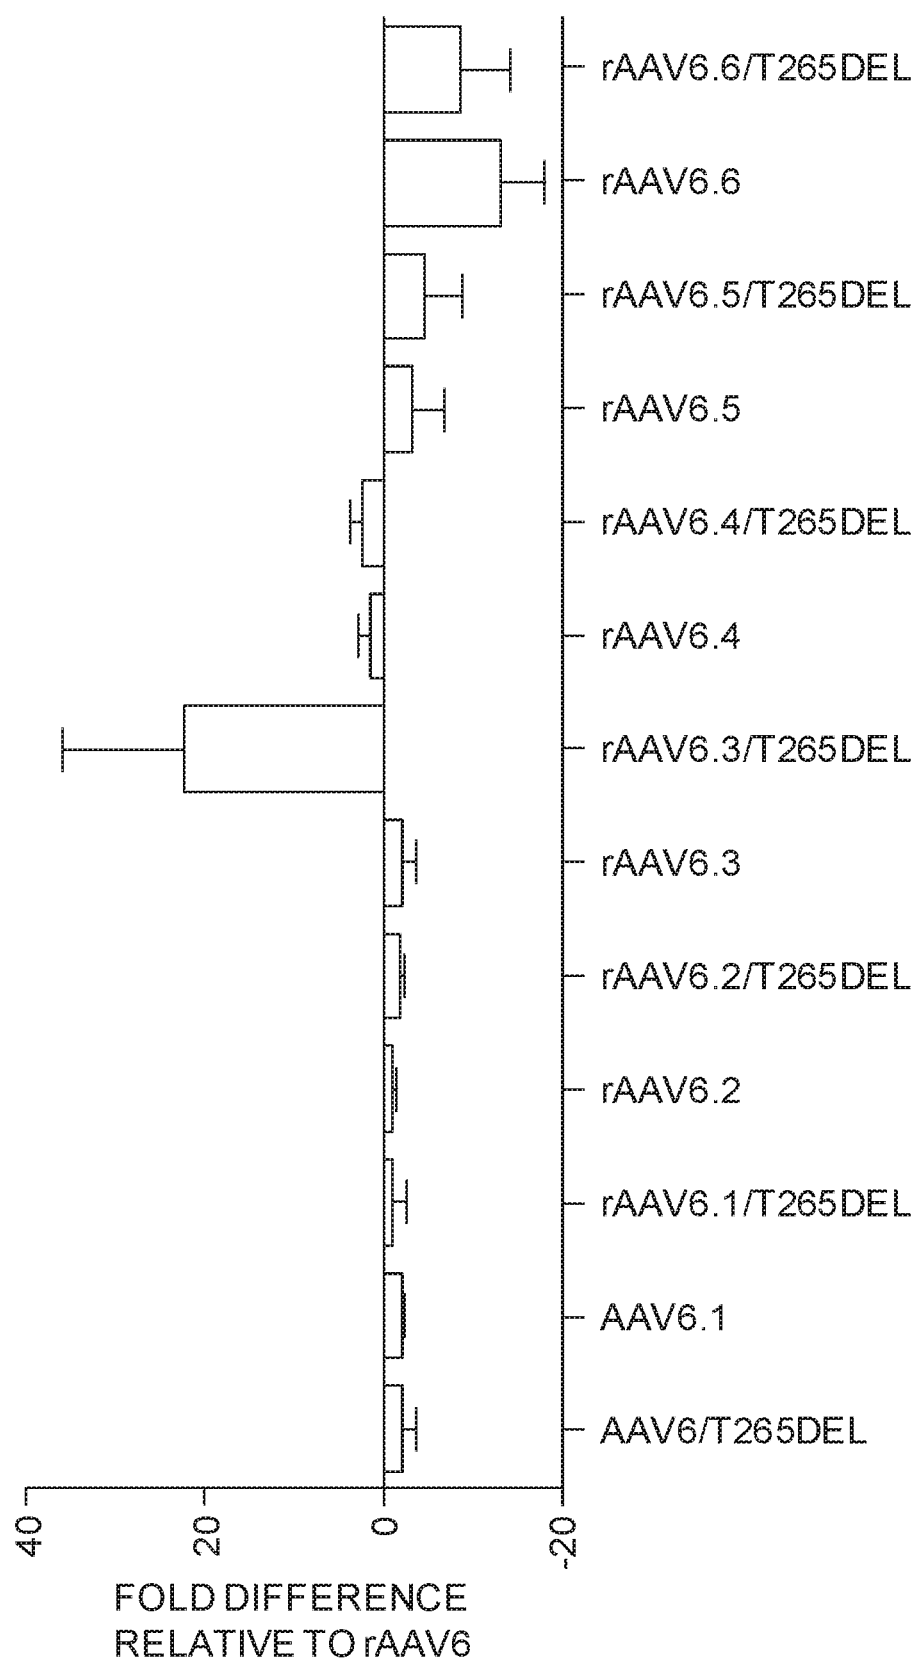 rAAV6.6/T265DEL
rAAV6.6
rAAV6.5/T265DEL
rAAV6.5
rAAV6.4/T265DEL
rAAV6.4
rAAV6.3/T265DEL
rAAV6.3
rAAV6.2/T265DEL
rAAV6.2
rAAV6.1/T265DEL
AAV6.1
AAV6/T265DEL
40
20
0
-20
FOLD DIFFERENCE
RELATIVE TO rAAV6